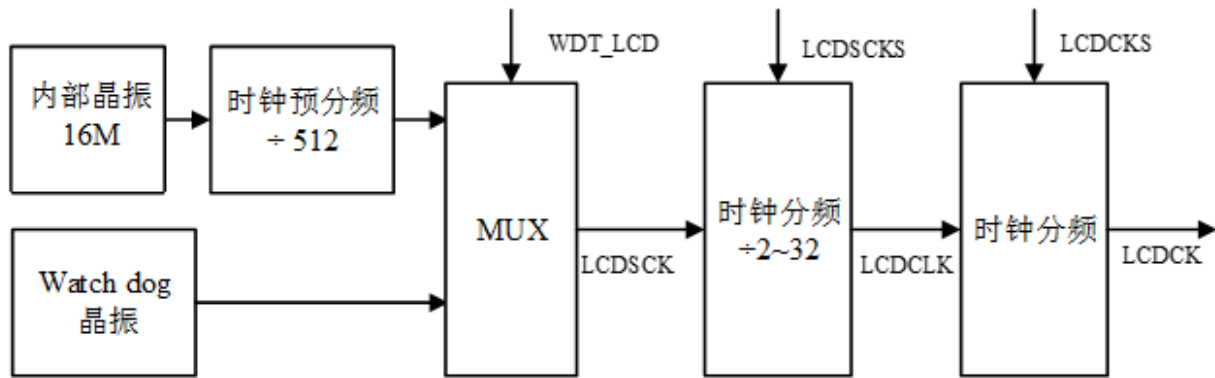 WDT_LCD
LCDSCKS
LCDCKS
内部晶振
16M
时钟预分频
÷ 512
MUX
时钟分频
÷2~32
时钟分频
LCDSCK
LCDCLK
LCDCK
Watch dog
晶振